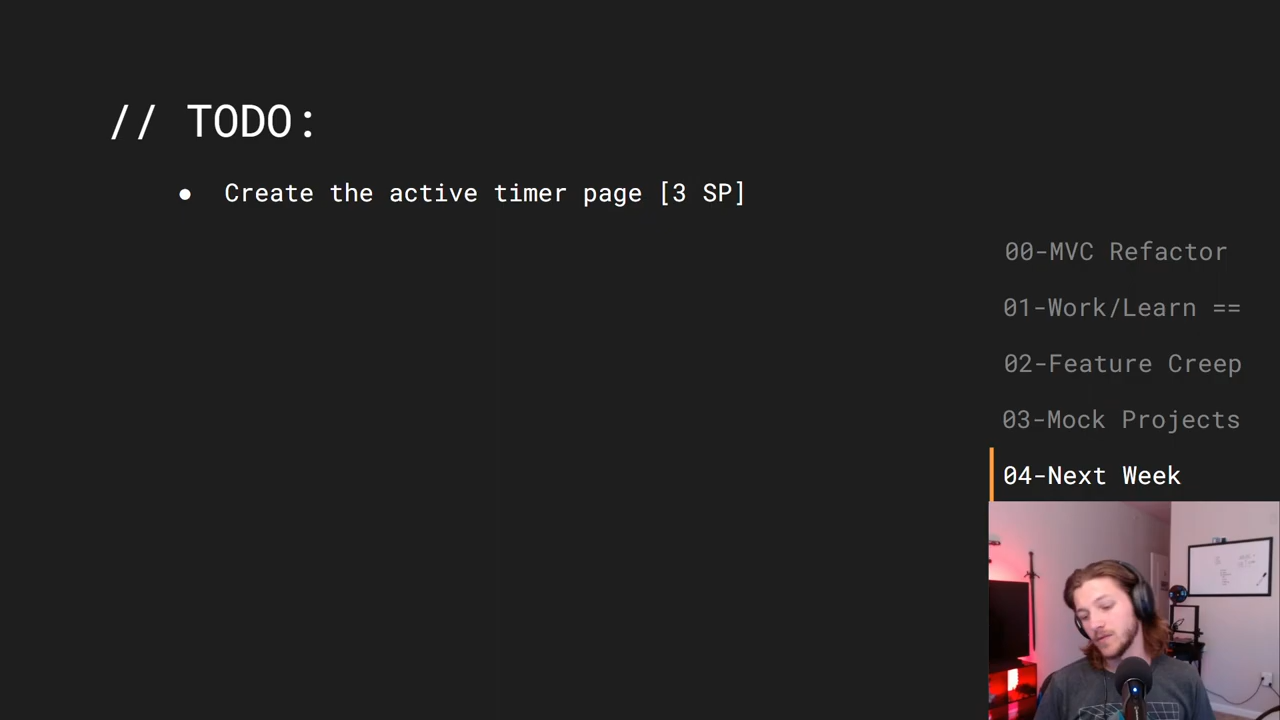 // TODO:
● Create the active timer page [3 SP]
00-MVC Refactor
01-Work/Learn ==
02-Feature Creep
03-Mock Projects
04-Next Week